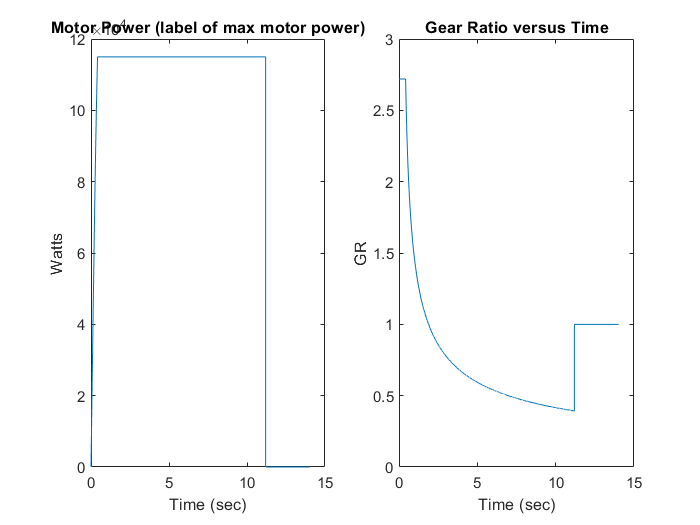 Motor Power (label of max motor power)
×10^4
12
10
8
6
4
2
0
Watts
0 5 10 15
Time (sec)
Gear Ratio versus Time
3
2.5
2
1.5
1
0.5
0
GR
0 5 10 15
Time (sec)